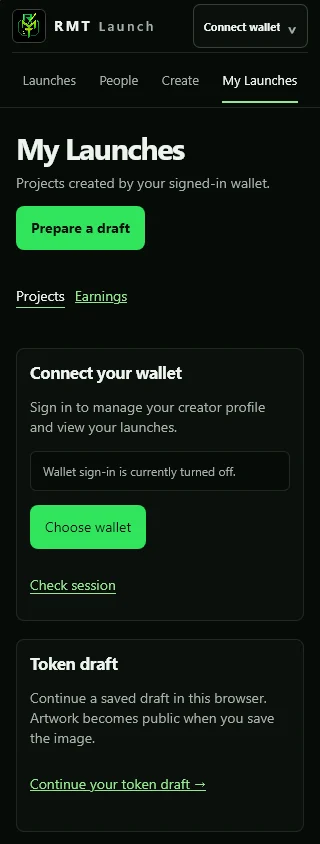 RMT Launch
Connect wallet
Launches People Create My Launches
My Launches
Projects created by your signed-in wallet.
Prepare a draft
Projects Earnings
Connect your wallet
Sign in to manage your creator profile
and view your launches.
Wallet sign-in is currently turned off.
Choose wallet
Check session
Token draft
Continue a saved draft in this browser.
Artwork becomes public when you save
the image.
Continue your token draft →